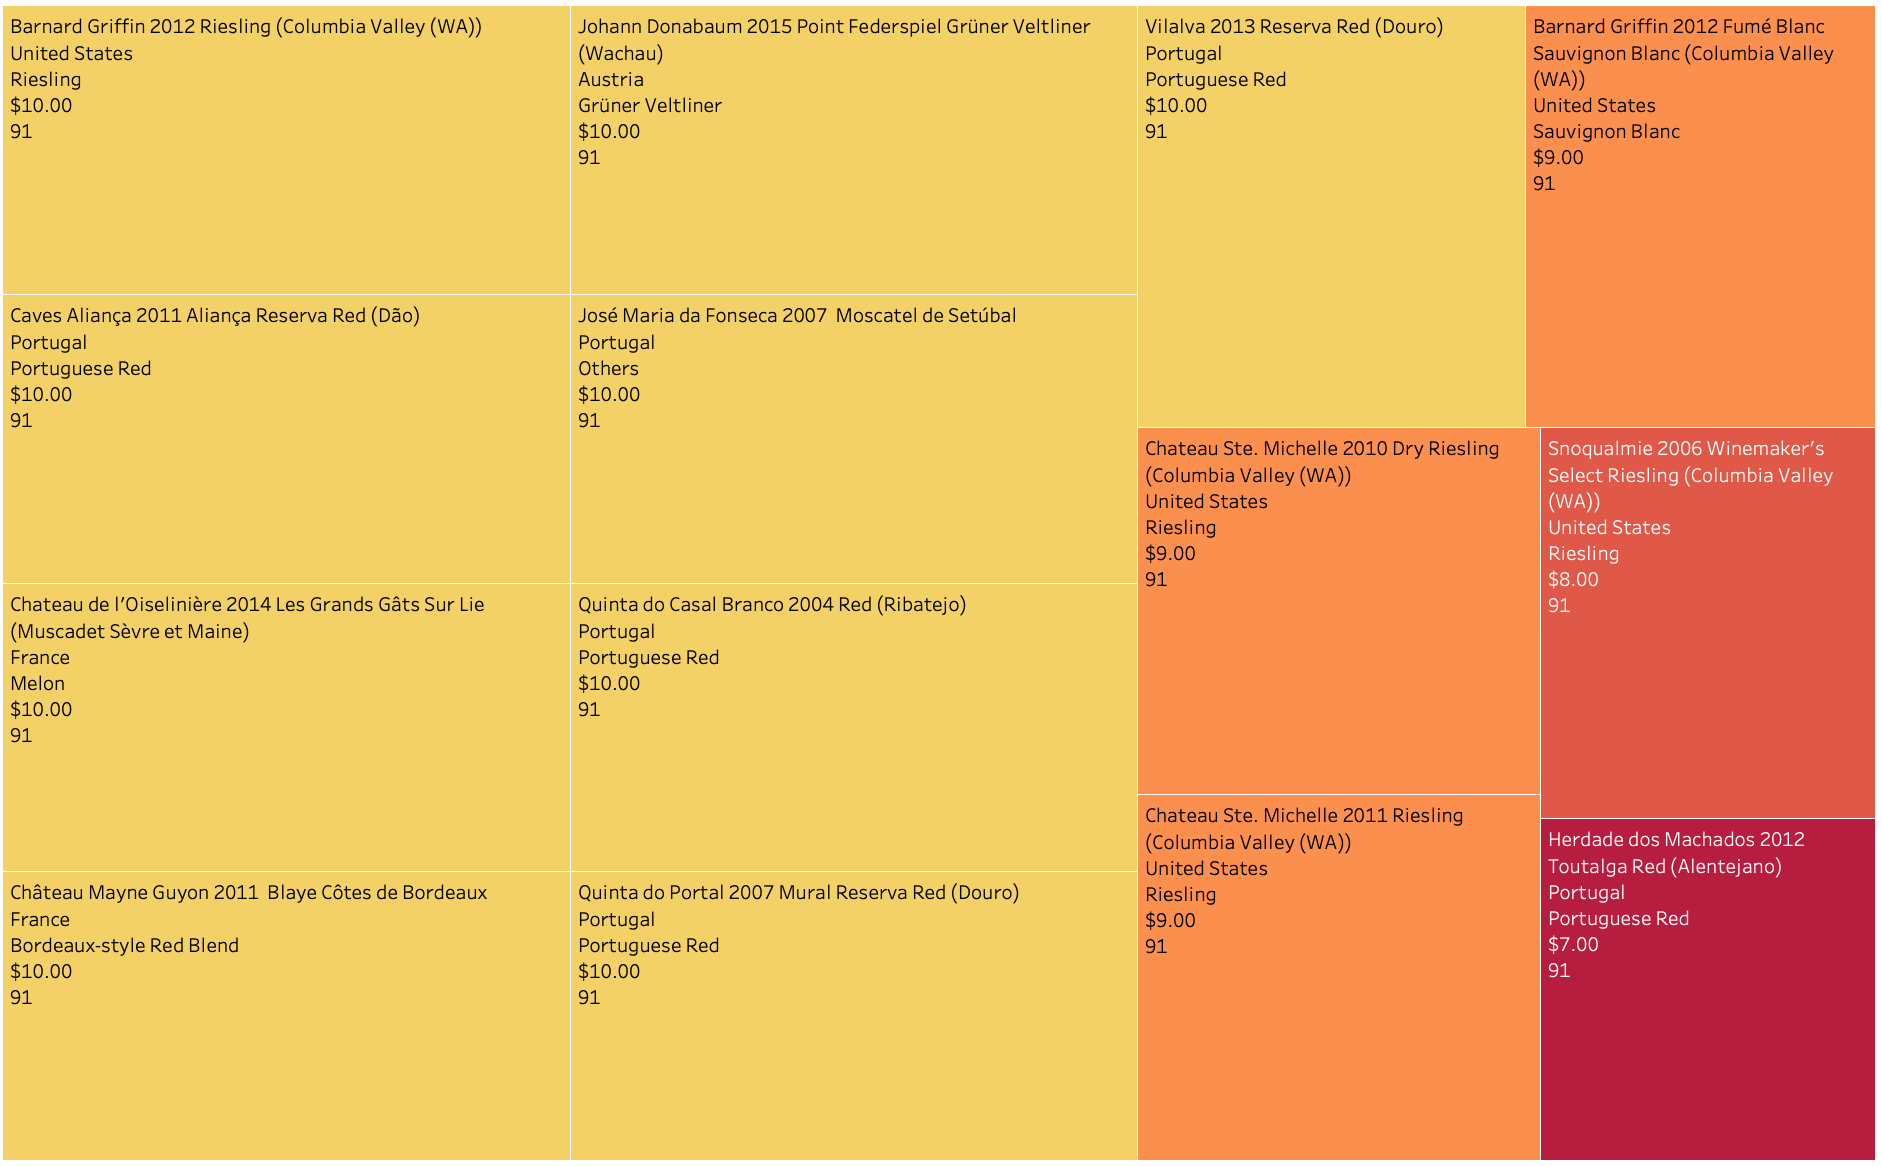 Barnard Griffin 2012 Riesling (Columbia Valley (WA))
United States
Riesling
$10.00
91
Caves Aliança 2011 Aliança Reserva Red (Dão)
Portugal
Portuguese Red
$10.00
91
Chateau de l’Oiselinière 2014 Les Grands Gâts Sur Lie
(Muscadet Sèvre et Maine)
France
Melon
$10.00
91
Château Mayne Guyon 2011  Blaye Côtes de Bordeaux
France
Bordeaux-style Red Blend
$10.00
91
Johann Donabaum 2015 Point Federspiel Grüner Veltliner
(Wachau)
Austria
Grüner Veltliner
$10.00
91
José Maria da Fonseca 2007  Moscatel de Setúbal
Portugal
Others
$10.00
91
Quinta do Casal Branco 2004 Red (Ribatejo)
Portugal
Portuguese Red
$10.00
91
Quinta do Portal 2007 Mural Reserva Red (Douro)
Portugal
Portuguese Red
$10.00
91
Vilalva 2013 Reserva Red (Douro)
Portugal
Portuguese Red
$10.00
91
Barnard Griffin 2012 Fumé Blanc
Sauvignon Blanc (Columbia Valley
(WA))
United States
Sauvignon Blanc
$9.00
91
Chateau Ste. Michelle 2010 Dry Riesling
(Columbia Valley (WA))
United States
Riesling
$9.00
91
Chateau Ste. Michelle 2011 Riesling
(Columbia Valley (WA))
United States
Riesling
$9.00
91
Snoqualmie 2006 Winemaker’s
Select Riesling (Columbia Valley
(WA))
United States
Riesling
$8.00
91
Herdade dos Machados 2012
Toutalga Red (Alentejano)
Portugal
Portuguese Red
$7.00
91